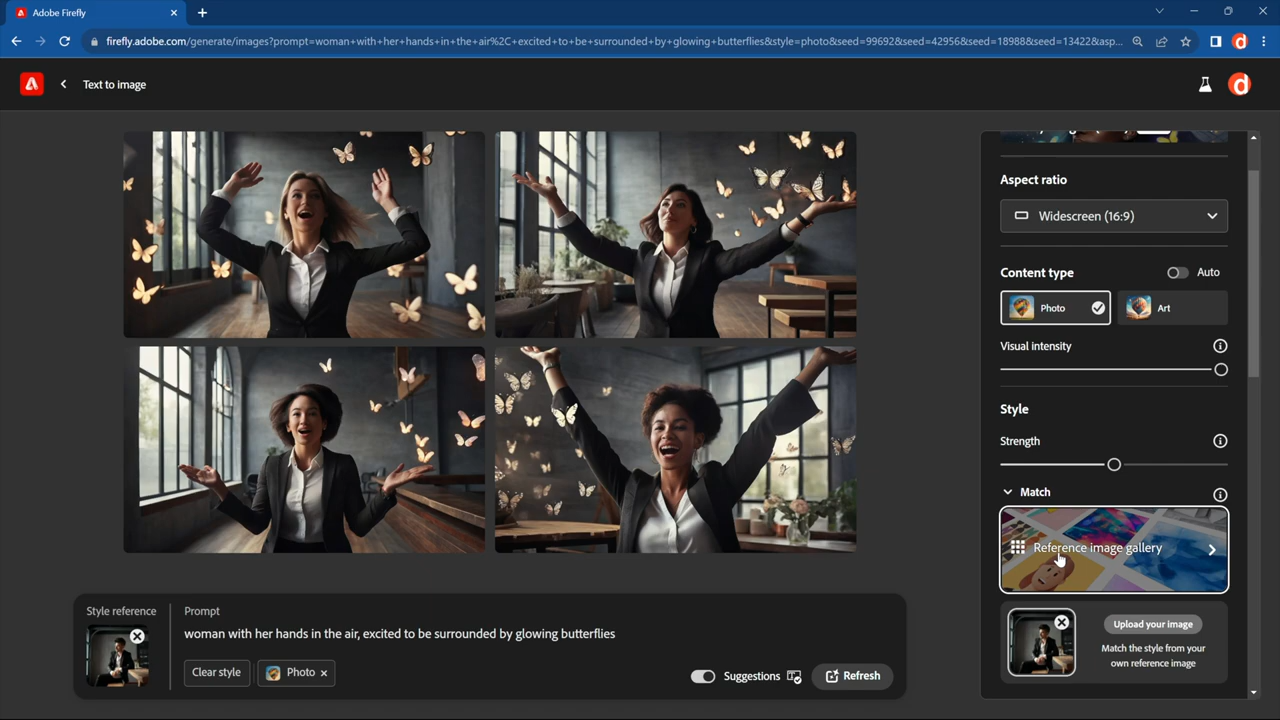 Adobe Firefly
firefly.adobe.com/generate/images?prompt=woman+with+her+hands+in+the+air%2C+excited+to+be+surrounded+by+glowing+butterflies&style=photo&seed=99692&seed=42956&seed=18988&seed=13422&asp...
d
Text to image
d
Aspect ratio
Widescreen (16:9)
Content type
Auto
Photo
Art
Visual intensity
Style
Strength
Match
Reference image gallery
Upload your image
Match the style from your
own reference image
Style reference
Prompt
woman with her hands in the air, excited to be surrounded by glowing butterflies
Clear style
Photo
Suggestions
Refresh